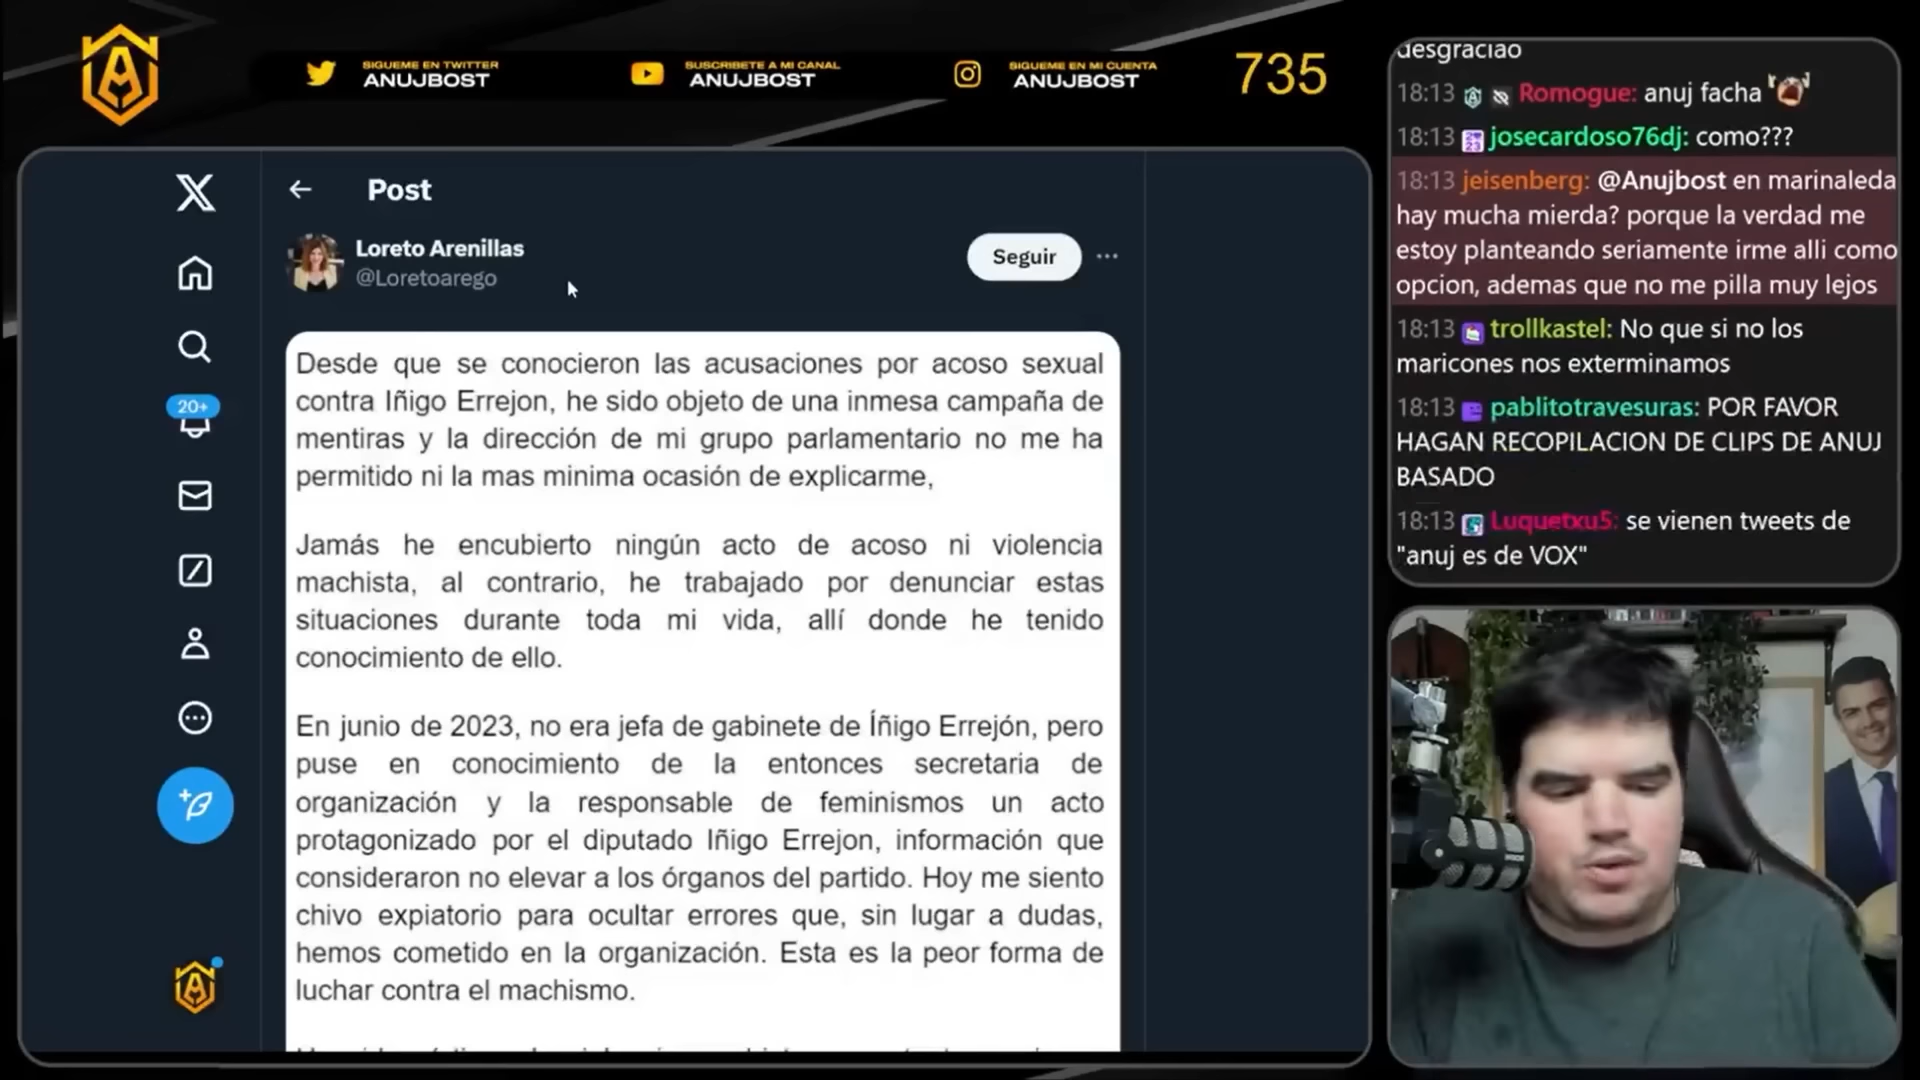 SIGUEME EN TWITTER
ANUJBOST
SUSCRIBETE A MI CANAL
ANUJBOST
SIGUEME EN MI CUENTA
ANUJBOST
735
Post
Loreto Arenillas
@Loretoarego
Seguir
20+
Desde que se conocieron las acusaciones por acoso sexual
contra Iñigo Errejon, he sido objeto de una inmesa campaña de
mentiras y la dirección de mi grupo parlamentario no me ha
permitido ni la mas minima ocasión de explicarme,
Jamás he encubierto ningún acto de acoso ni violencia
machista, al contrario, he trabajado por denunciar estas
situaciones durante toda mi vida, allí donde he tenido
conocimiento de ello.
En junio de 2023, no era jefa de gabinete de Íñigo Errejón, pero
puse en conocimiento de la entonces secretaria de
organización y la responsable de feminismos un acto
protagonizado por el diputado Iñigo Errejon, información que
consideraron no elevar a los órganos del partido. Hoy me siento
chivo expiatorio para ocultar errores que, sin lugar a dudas,
hemos cometido en la organización. Esta es la peor forma de
luchar contra el machismo.
desgraciao
18:13 Romogue: anuj facha
18:13 josecardoso76dj: como???
18:13 jeisenberg: @Anujbost en marinaleda
hay mucha mierda? porque la verdad me
estoy planteando seriamente irme alli como
opcion, ademas que no me pilla muy lejos
18:13 trollkastel: No que si no los
maricones nos exterminamos
18:13 pablitotravesuras: POR FAVOR
HAGAN RECOPILACION DE CLIPS DE ANUJ
BASADO
18:13 Luquetxu5: se vienen tweets de
"anuj es de VOX"